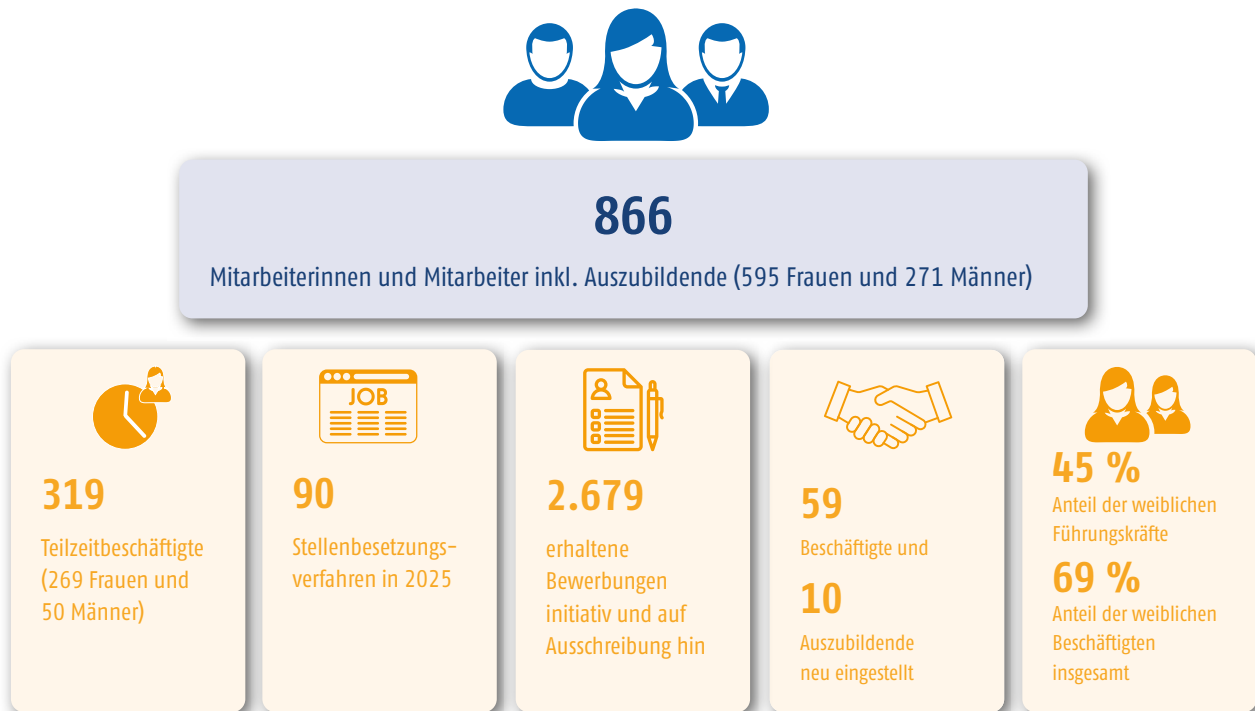 866
Mitarbeiterinnen und Mitarbeiter inkl. Auszubildende (595 Frauen und 271 Männer)
319
Teilzeitbeschäftigte
(269 Frauen und
50 Männer)
JOB
90
Stellenbesetzungs-
verfahren in 2025
2.679
erhaltene
Bewerbungen
initiativ und auf
Ausschreibung hin
59
Beschäftigte und
10
Auszubildende
neu eingestellt
45 %
Anteil der weiblichen
Führungskräfte
69 %
Anteil der weiblichen
Beschäftigten
insgesamt